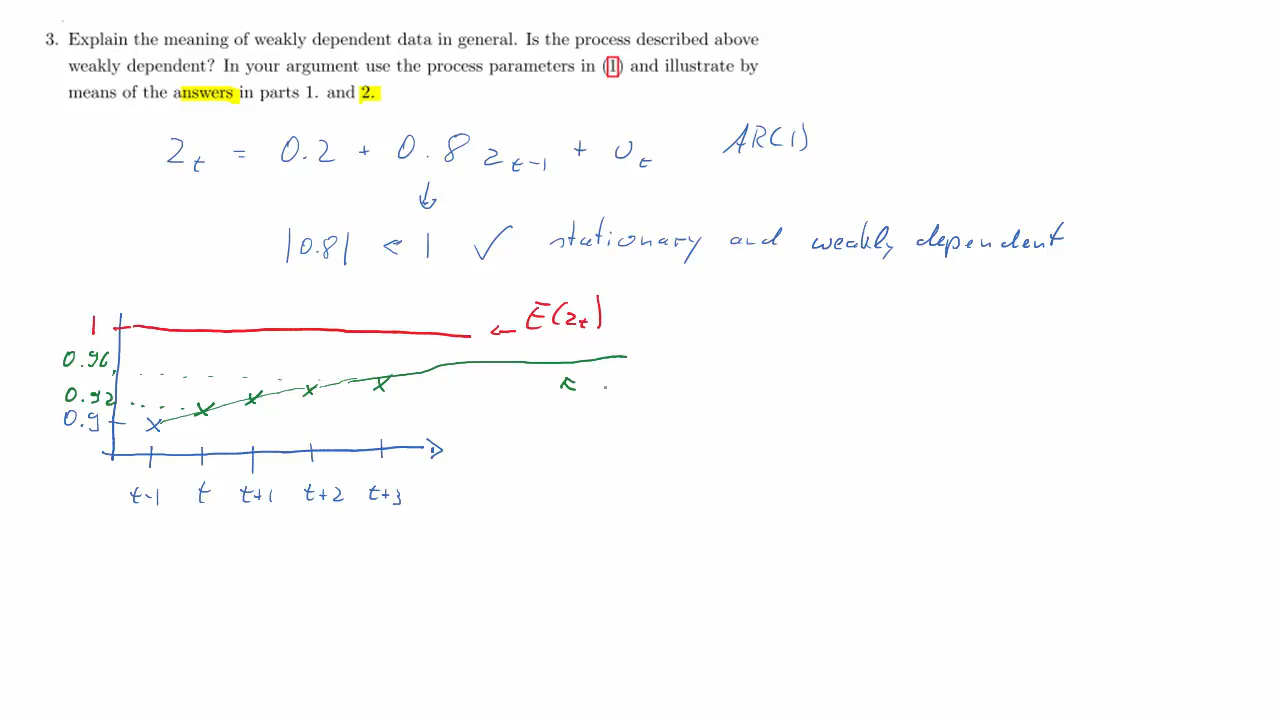 3. Explain the meaning of weakly dependent data in general. Is the process described above
weakly dependent? In your argument use the process parameters in (1) and illustrate by
means of the answers in parts 1. and 2.
z_t = 0.2 + 0.8 z_{t-1} + u_t AR(1)
↓
|0.8| < 1 ✓ stationary and weakly dependent
1 ← E(z_t)
0.96
0.92
0.9
t-1 t t+1 t+2 t+3